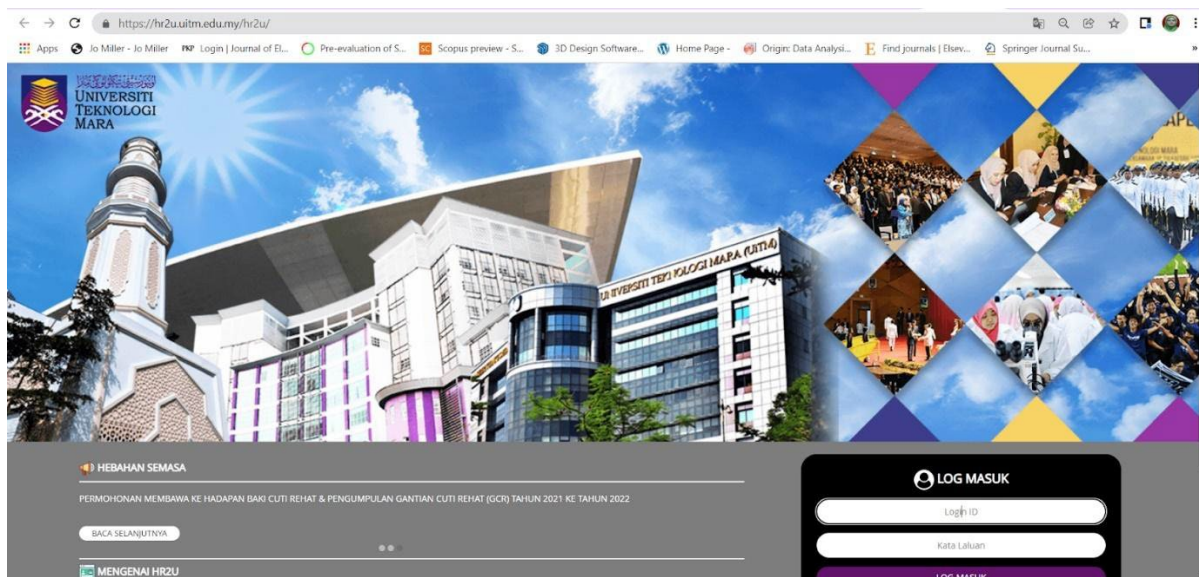 https://hr2u.uitm.edu.my/hr2u/
Apps
Jo Miller - Jo Miller
PKP Login | Journal of El...
Pre-evaluation of S...
SC Scopus preview - S...
3D Design Software...
Home Page -
Origin: Data Analysi...
E Find journals | Elsev...
Springer Journal Su...
»
UNIVERSITI
TEKNOLOGI
MARA
UNIVERSITI TEKNOLOGI MARA (UITM)
HEBAHAN SEMASA
PERMOHONAN MEMBAWA KE HADAPAN BAKI CUTI REHAT & PENGUMPULAN GANTIAN CUTI REHAT (GCR) TAHUN 2021 KE TAHUN 2022
BACA SELANJUTNYA
MENGENAI HR2U
LOG MASUK
Login ID
Kata Laluan
LOG MASUK